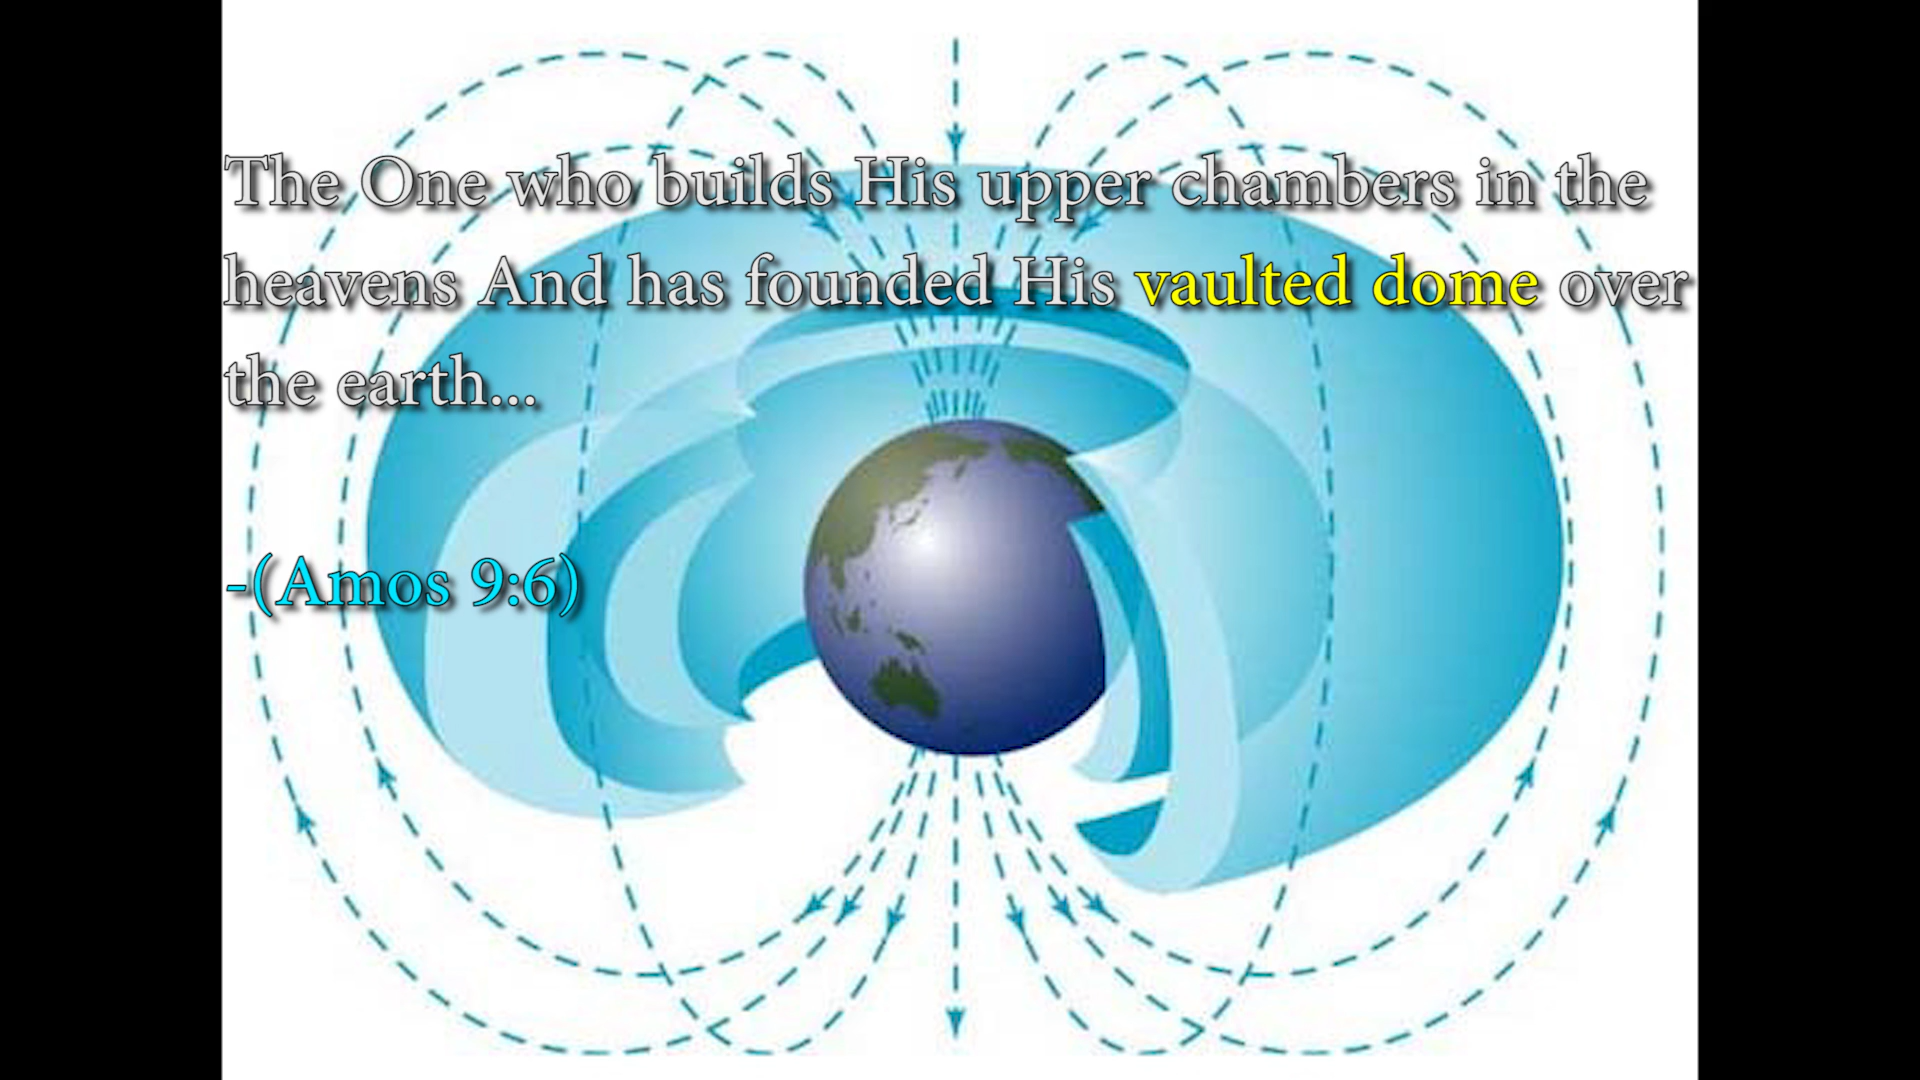 The One who builds His upper chambers in the
heavens And has founded His vaulted dome over
the earth...
-(Amos 9:6)